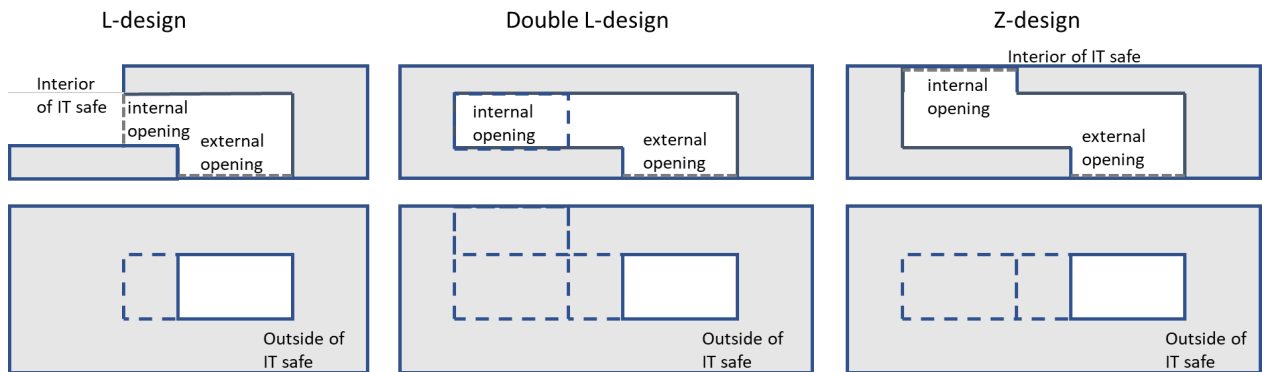 L-design
Interior
of IT safe
internal
opening
external
opening
Outside of
IT safe
Double L-design
internal
opening
external
opening
Outside of
IT safe
Z-design
Interior of IT safe
internal
opening
external
opening
Outside of
IT safe